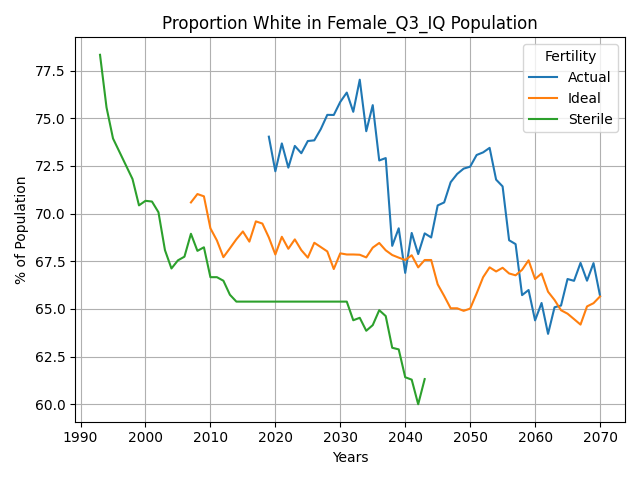 Proportion White in Female_Q3_IQ Population
% of Population
77.5
75.0
72.5
70.0
67.5
65.0
62.5
60.0
Fertility
Actual
Ideal
Sterile
1990 2000 2010 2020 2030 2040 2050 2060 2070
Years